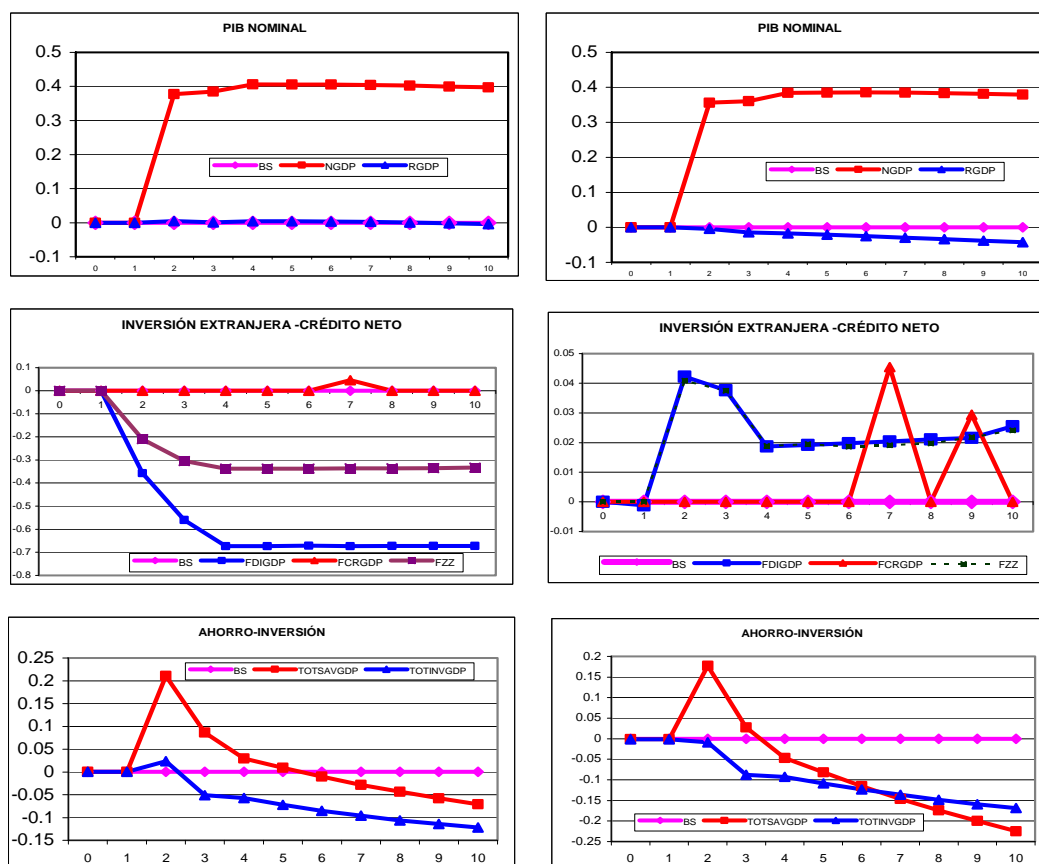 PIB NOMINAL
0.5
0.4
0.3
0.2
0.1
0
-0.1
BS NGDP RGDP
0 1 2 3 4 5 6 7 8 9 10
PIB NOMINAL
0.5
0.4
0.3
0.2
0.1
0
-0.1
BS NGDP RGDP
0 1 2 3 4 5 6 7 8 9 10
INVERSIÓN EXTRANJERA -CRÉDITO NETO
0.1
0
-0.1
-0.2
-0.3
-0.4
-0.5
-0.6
-0.7
-0.8
0 1 2 3 4 5 6 7 8 9 10
BS FDIGDP FCRGDP FZZ
INVERSIÓN EXTRANJERA -CRÉDITO NETO
0.05
0.04
0.03
0.02
0.01
0
-0.01
0 1 2 3 4 5 6 7 8 9 10
BS FDIGDP FCRGDP FZZ
AHORRO-INVERSIÓN
0.25
0.2
0.15
0.1
0.05
0
-0.05
-0.1
-0.15
BS TOTSAVGDP TOTINVGDP
0 1 2 3 4 5 6 7 8 9 10
AHORRO-INVERSIÓN
0.2
0.15
0.1
0.05
0
-0.05
-0.1
-0.15
-0.2
-0.25
BS TOTSAVGDP TOTINVGDP
0 1 2 3 4 5 6 7 8 9 10